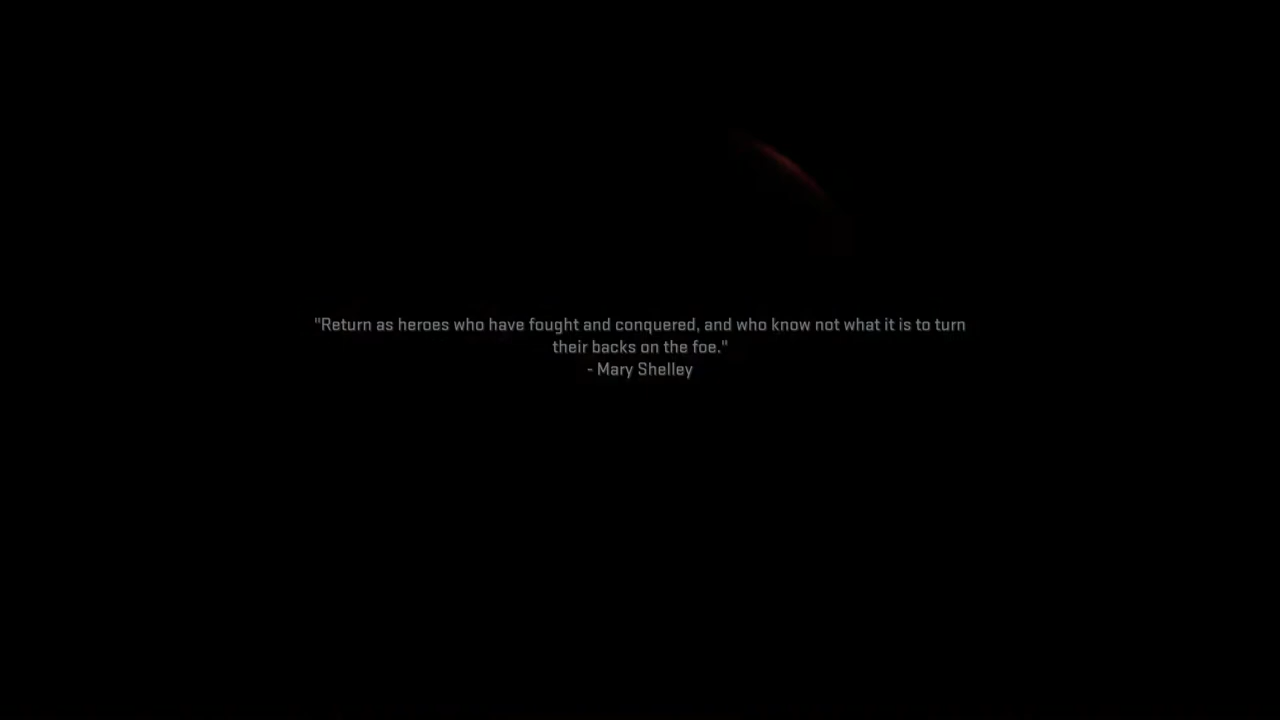 "Return as heroes who have fought and conquered, and who know not what it is to turn
their backs on the foe."
- Mary Shelley